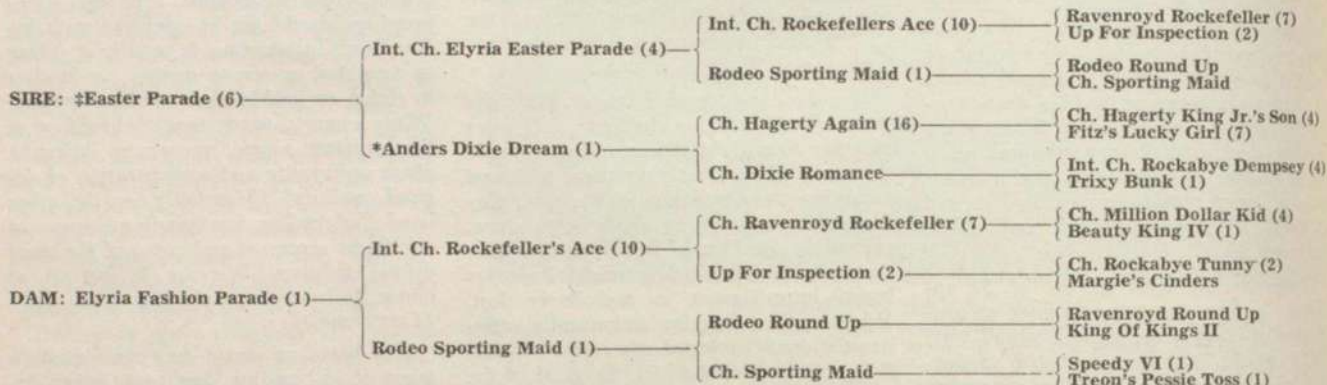 Int. Ch. Rockefellers Ace (10)
Ravenroyd Rockefeller (7)
Up For Inspection (2)
Int. Ch. Elyria Easter Parade (4)
Rodeo Sporting Maid (1)
Rodeo Round Up
Ch. Sporting Maid
SIRE: ‡Easter Parade (6)
Ch. Hagerty Again (16)
Ch. Hagerty King Jr.'s Son (4)
Fitz's Lucky Girl (7)
*Anders Dixie Dream (1)
Ch. Dixie Romance
Int. Ch. Rockabye Dempsey (4)
Trixy Bunk (1)
Ch. Ravenroyd Rockefeller (7)
Ch. Million Dollar Kid (4)
Beauty King IV (1)
Int. Ch. Rockefeller's Ace (10)
Up For Inspection (2)
Ch. Rockabye Tunny (2)
Margie's Cinders
DAM: Elyria Fashion Parade (1)
Rodeo Round Up
Ravenroyd Round Up
King Of Kings II
Rodeo Sporting Maid (1)
Ch. Sporting Maid
Speedy VI (1)
Treon's Pessie Toss (1)